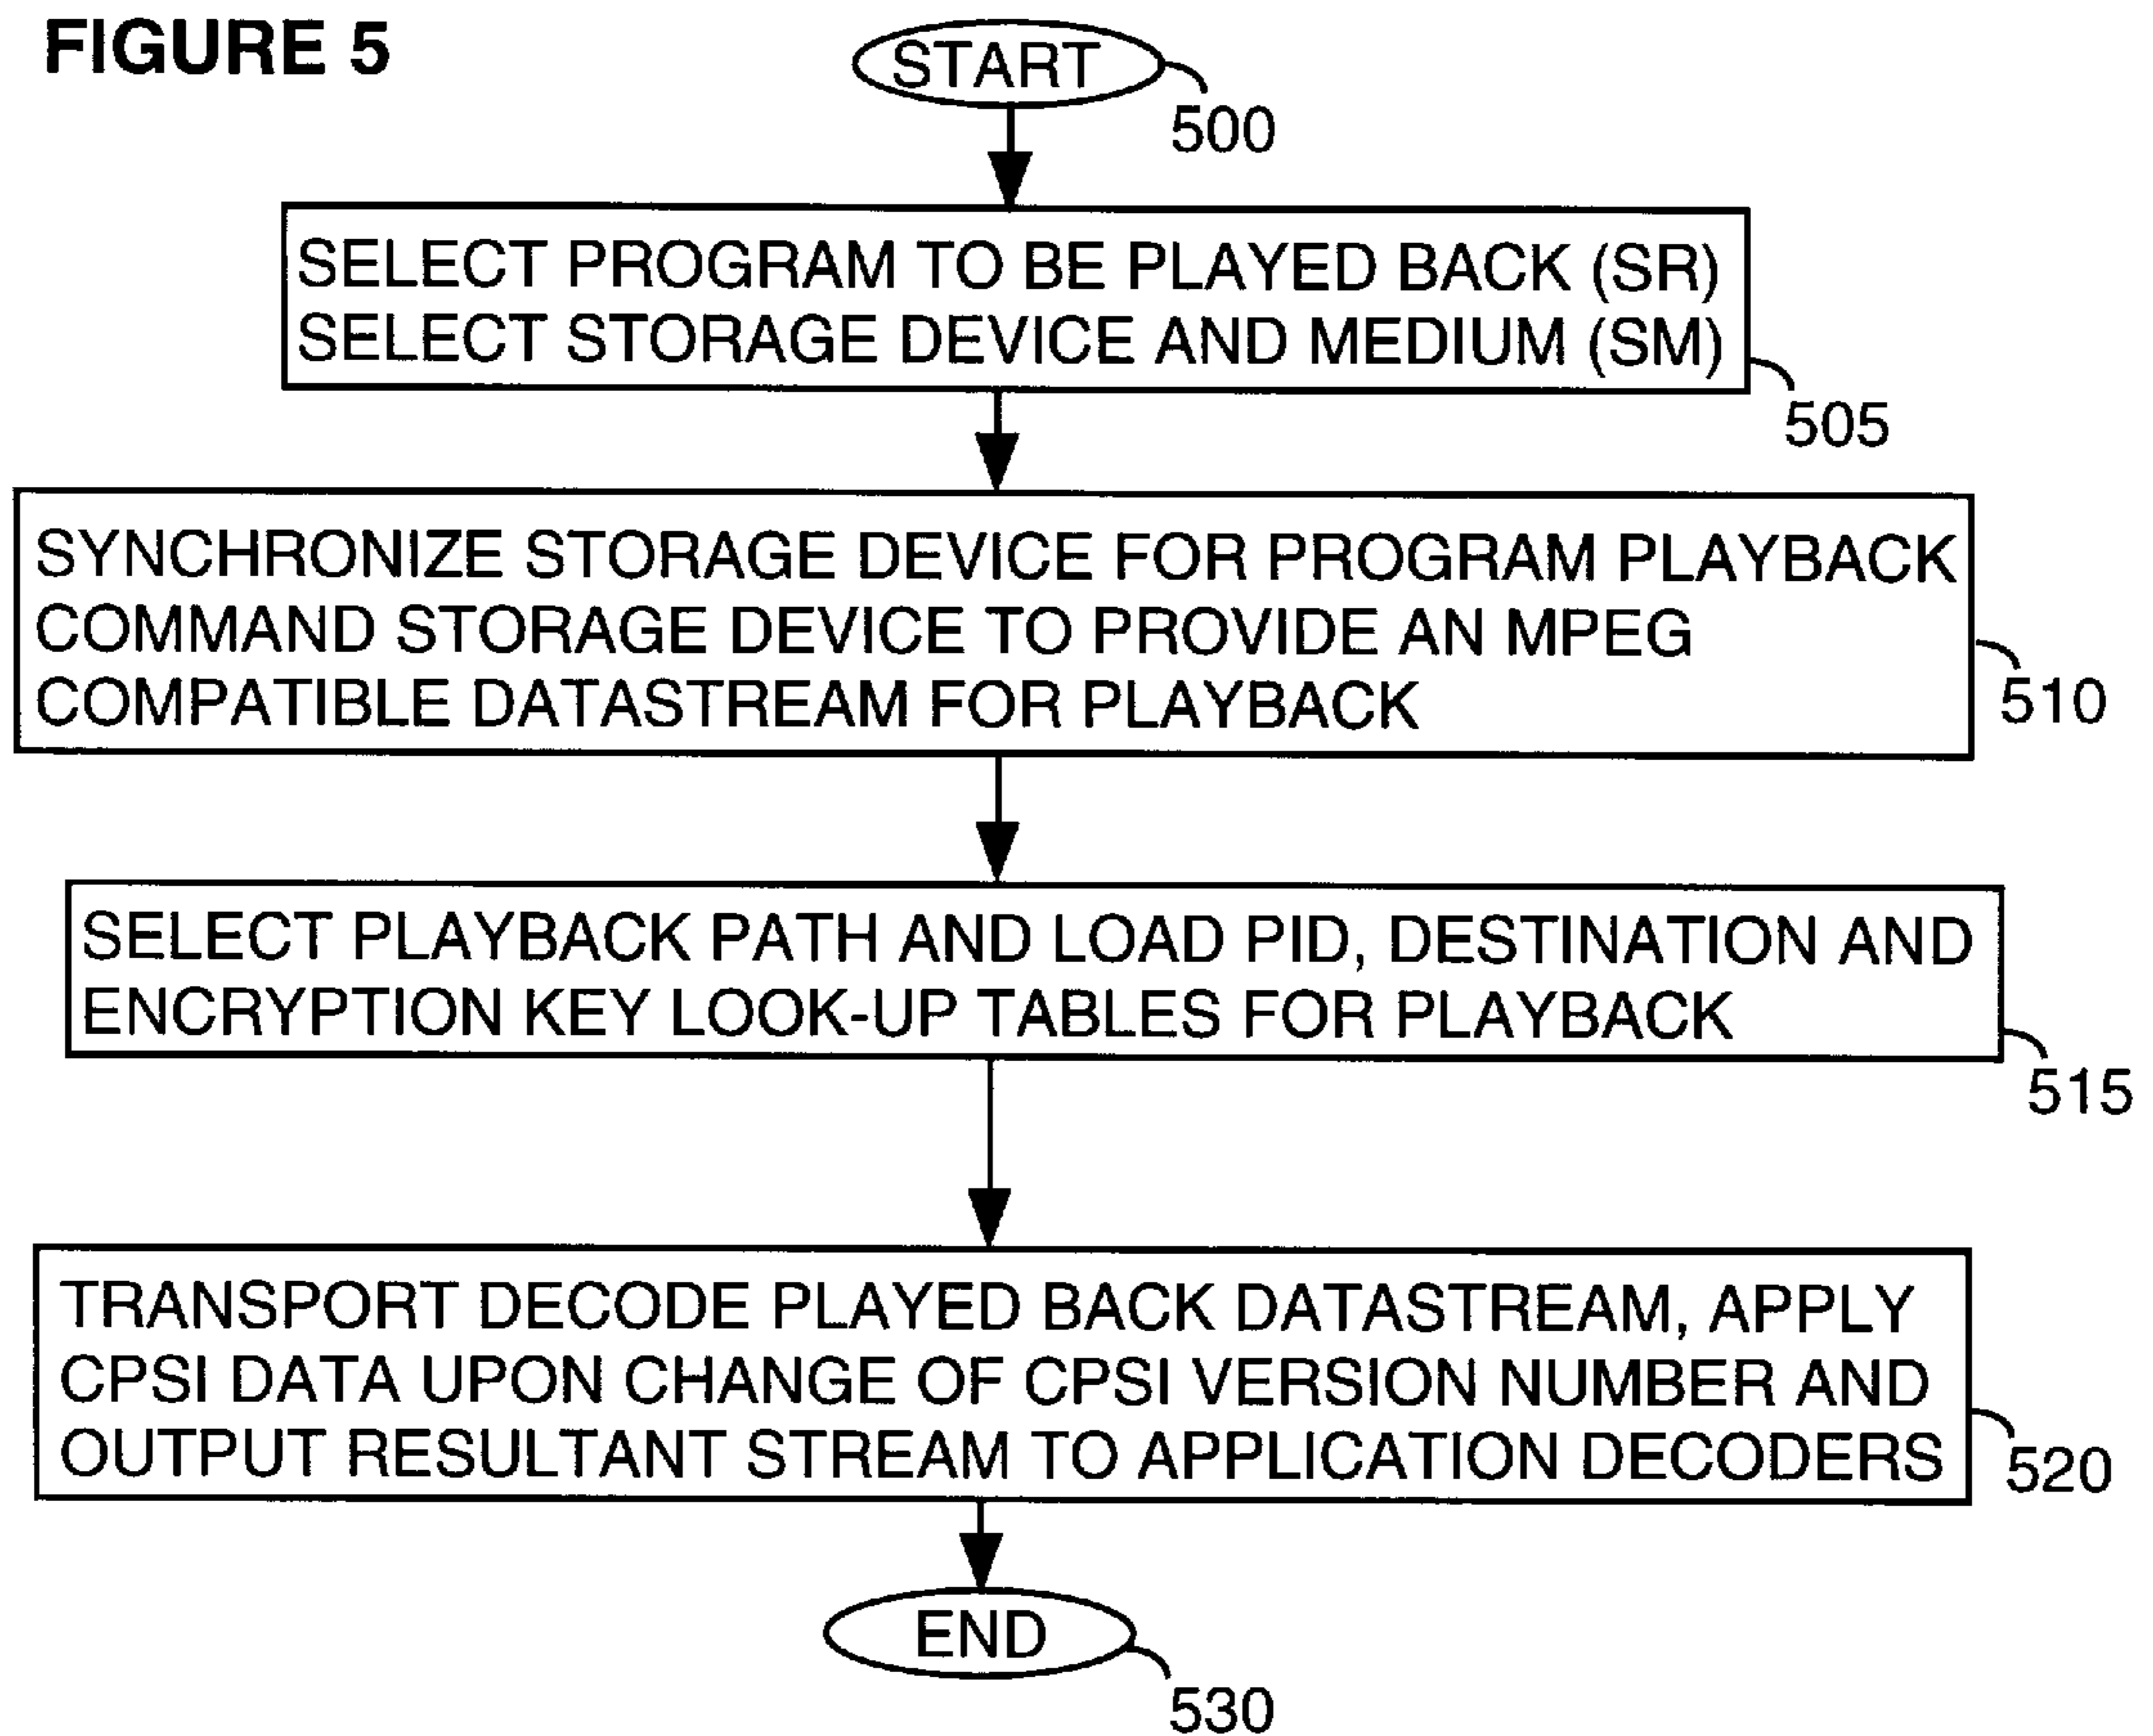 FIGURE 5
START
500
SELECT PROGRAM TO BE PLAYED BACK (SR)
SELECT STORAGE DEVICE AND MEDIUM (SM)
505
SYNCHRONIZE STORAGE DEVICE FOR PROGRAM PLAYBACK
COMMAND STORAGE DEVICE TO PROVIDE AN MPEG
COMPATIBLE DATASTREAM FOR PLAYBACK
510
SELECT PLAYBACK PATH AND LOAD PID, DESTINATION AND
ENCRYPTION KEY LOOK-UP TABLES FOR PLAYBACK
515
TRANSPORT DECODE PLAYED BACK DATASTREAM, APPLY
CPSI DATA UPON CHANGE OF CPSI VERSION NUMBER AND
OUTPUT RESULTANT STREAM TO APPLICATION DECODERS
520
END
530